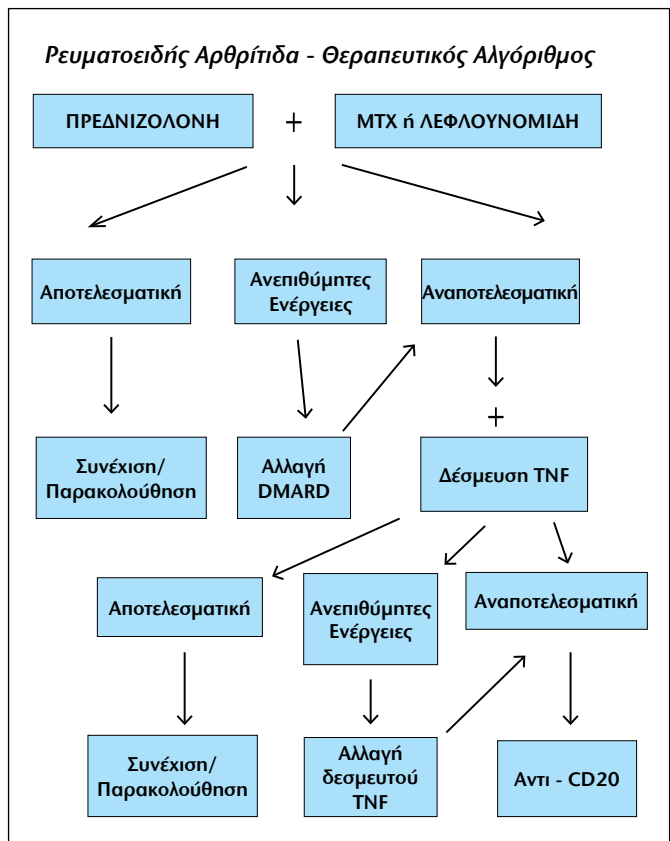 Ρευματοειδής Αρθρίτιδα - Θεραπευτικός Αλγόριθμος
ΠΡΕΔΝΙΖΟΛΟΝΗ + MTX ή ΛΕΦΛΟΥΝΟΜΙΔΗ
Αποτελεσματική
Ανεπιθύμητες
Ενέργειες
Αναποτελεσματική
+
Συνέχιση/
Παρακολούθηση
Αλλαγή
DMARD
Δέσμευση TNF
Αποτελεσματική
Ανεπιθύμητες
Ενέργειες
Αναποτελεσματική
Συνέχιση/
Παρακολούθηση
Αλλαγή
δεσμευτού
TNF
Αντι - CD20